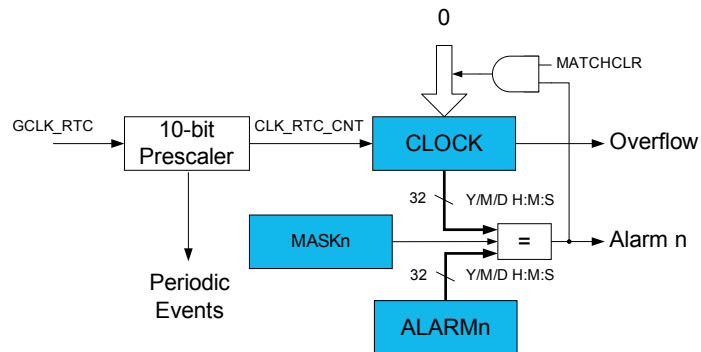 0
MATCHCLR
GCLK_RTC
10-bit
Prescaler
CLK_RTC_CNT
CLOCK
Overflow
32
Y/M/D H:M:S
MASKn
=
Alarm n
32
Y/M/D H:M:S
Periodic
Events
ALARMn